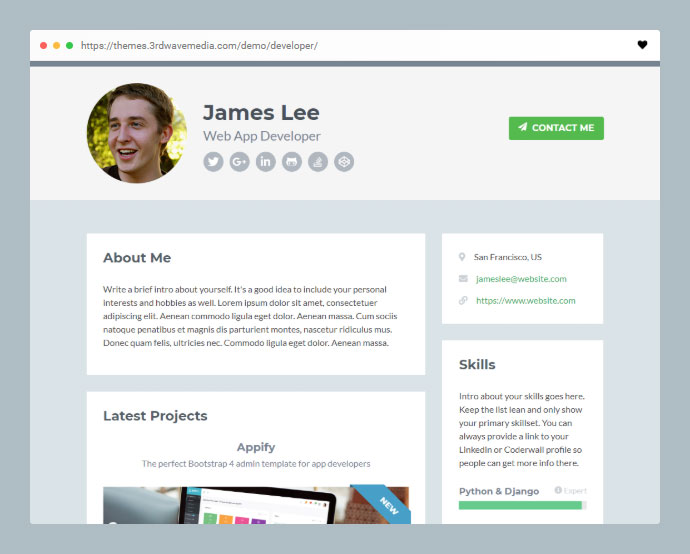 https://themes.3rdwavemedia.com/demo/developer/
James Lee
Web App Developer
CONTACT ME
About Me
Write a brief intro about yourself. It's a good idea to include your personal
interests and hobbies as well. Lorem ipsum dolor sit amet, consectetuer
adipiscing elit. Aenean commodo ligula eget dolor. Aenean massa. Cum sociis
natoque penatibus et magnis dis parturient montes, nascetur ridiculus mus.
Donec quam felis, ultricies nec. Commodo ligula eget dolor. Aenean massa.
Latest Projects
Appify
The perfect Bootstrap 4 admin template for app developers
NEW
San Francisco, US
jameslee@website.com
https://www.website.com
Skills
Intro about your skills goes here.
Keep the list lean and only show
your primary skillset. You can
always provide a link to your
Linkedin or Coderwall profile so
people can get more info there.
Python & Django
Expert